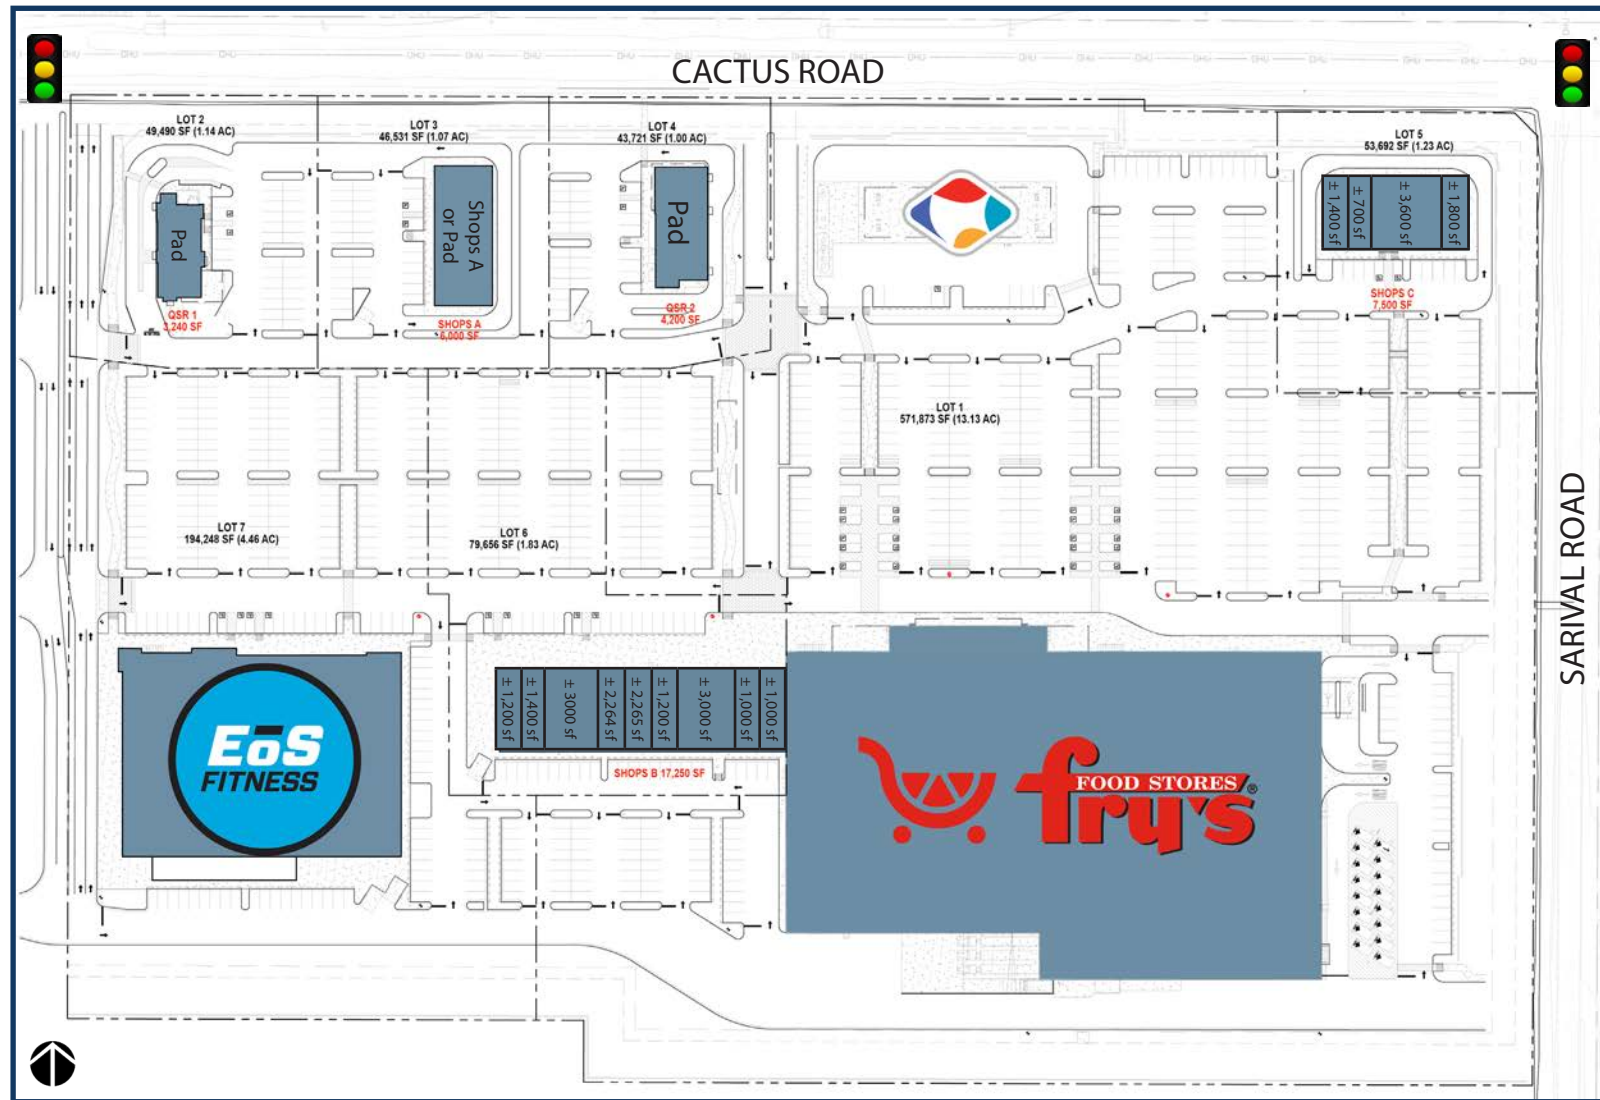 CACTUS ROAD
LOT 2
49,490 SF (1.14 AC)
LOT 3
46,531 SF (1.07 AC)
LOT 4
43,721 SF (1.00 AC)
LOT 5
53,692 SF (1.23 AC)
Pad
QSR 1
3,240 SF
Shops A
or Pad
SHOPS A
6,000 SF
Pad
QSR 2
4,200 SF
± 1,400 sf
± 700 sf
± 3,600 sf
± 1,800 sf
SHOPS C
7,500 SF
LOT 1
571,873 SF (13.13 AC)
LOT 7
194,248 SF (4.46 AC)
LOT 6
79,656 SF (1.83 AC)
SARIVAL ROAD
EōS
FITNESS
± 1,200 sf
± 1,400 sf
± 3000 sf
± 2,264 sf
± 2,265 sf
± 1,200 sf
± 3,000 sf
± 1,000 sf
± 1,000 sf
SHOPS B 17,250 SF
fry's
FOOD STORES
®